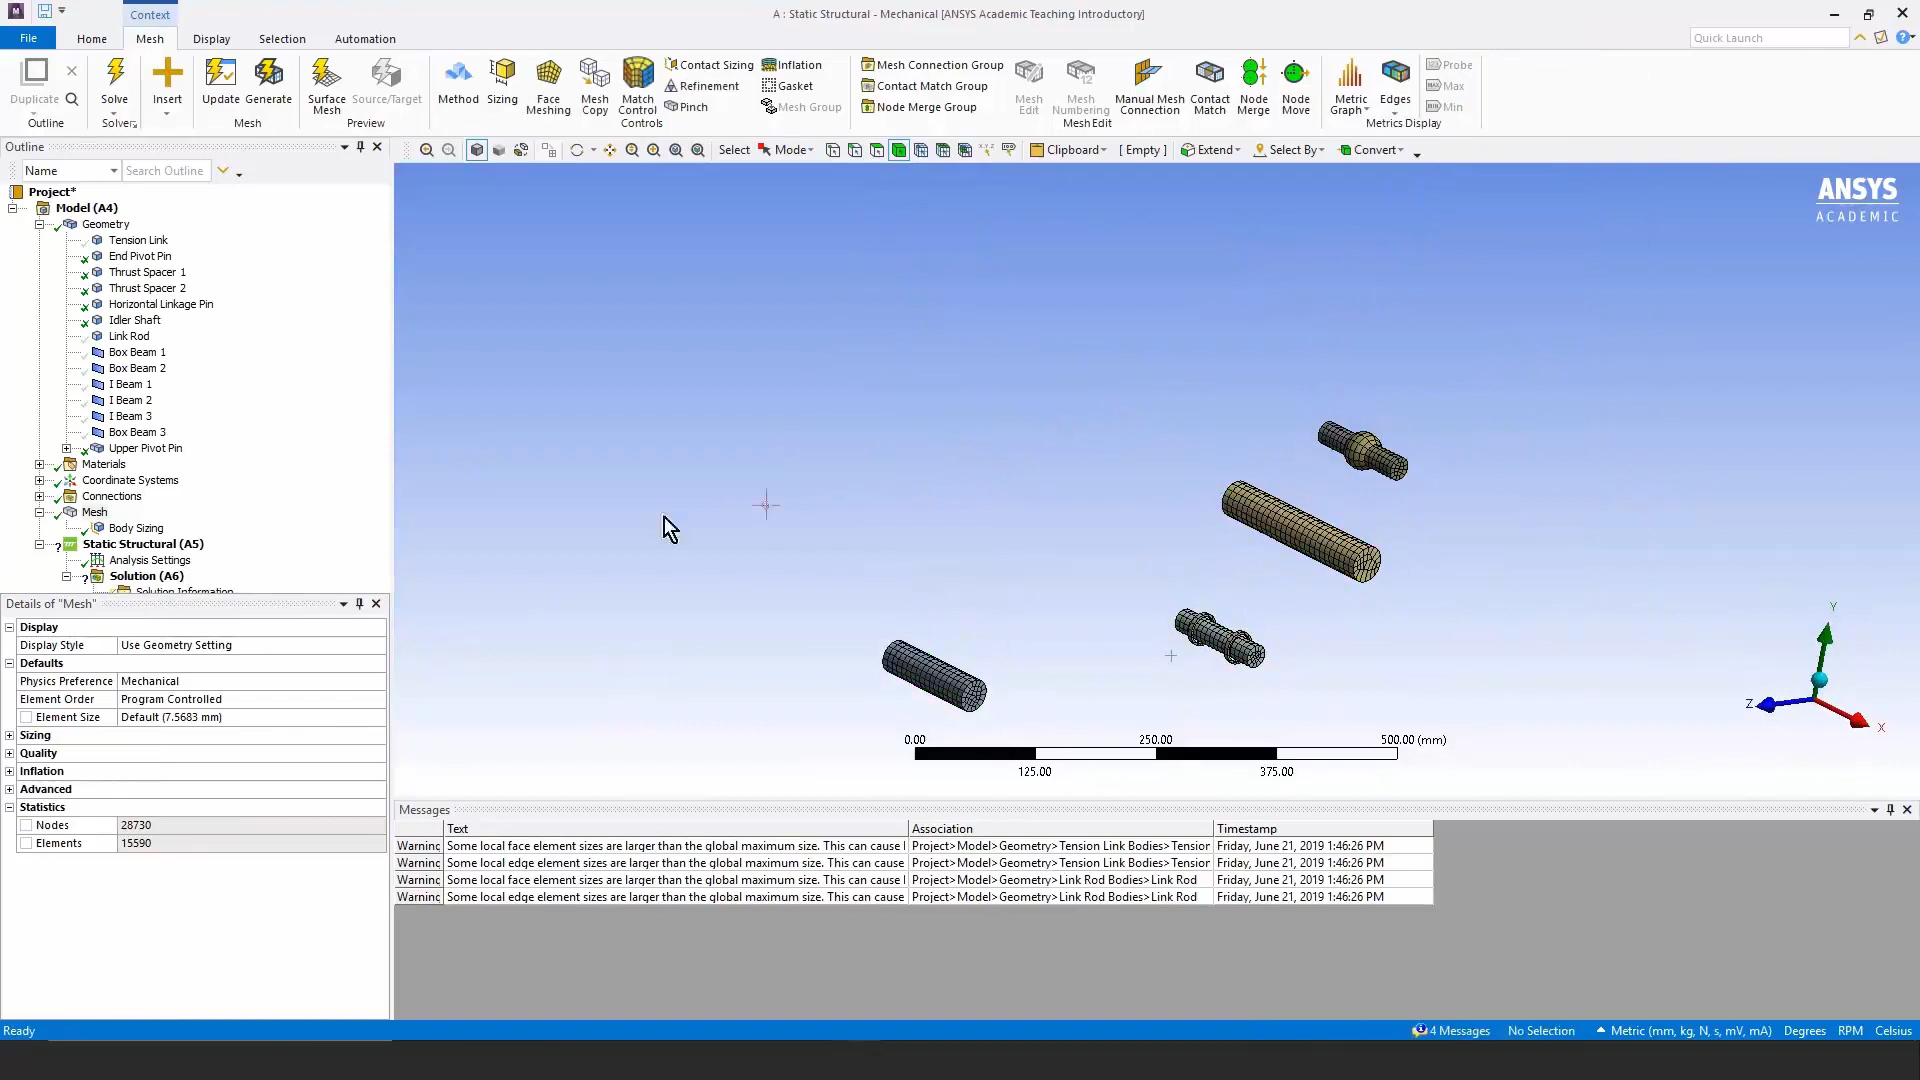 Context
A : Static Structural - Mechanical [ANSYS Academic Teaching Introductory]
File Home Mesh Display Selection Automation
Quick Launch
Duplicate Solve Insert Update Generate Surface Mesh Source/Target Method Sizing Face Meshing Mesh Copy Match Control
Contact Sizing Inflation
Refinement Gasket
Pinch Mesh Group
Mesh Connection Group
Contact Match Group
Node Merge Group
Mesh Edit Mesh Numbering Manual Mesh Connection Contact Match Node Merge Node Move Metric Graph Edges
Probe
Max
Min
Outline Solver Mesh Preview Controls Mesh Edit Metrics Display
Outline
Select Mode Clipboard [ Empty ] Extend Select By Convert
Name Search Outline
Project*
Model (A4)
Geometry
Tension Link
End Pivot Pin
Thrust Spacer 1
Thrust Spacer 2
Horizontal Linkage Pin
Idler Shaft
Link Rod
Box Beam 1
Box Beam 2
I Beam 1
I Beam 2
I Beam 3
Box Beam 3
Upper Pivot Pin
Materials
Coordinate Systems
Connections
Mesh
Body Sizing
Static Structural (A5)
Analysis Settings
Solution (A6)
Solution Information
ANSYS
ACADEMIC
Y
Z
X
0.00 250.00 500.00 (mm)
125.00 375.00
Details of "Mesh"
Display
Display Style Use Geometry Setting
Defaults
Physics Preference Mechanical
Element Order Program Controlled
Element Size Default (7.5683 mm)
Sizing
Quality
Inflation
Advanced
Statistics
Nodes 28730
Elements 15590
Messages
Text Association Timestamp
Warninc Some local face element sizes are larger than the global maximum size. This can cause l Project>Model>Geometry>Tension Link Bodies>Tension Friday, June 21, 2019 1:46:26 PM
Warninc Some local edge element sizes are larger than the global maximum size. This can cause Project>Model>Geometry>Tension Link Bodies>Tension Friday, June 21, 2019 1:46:26 PM
Warninc Some local face element sizes are larger than the global maximum size. This can cause l Project>Model>Geometry>Link Rod Bodies>Link Rod Friday, June 21, 2019 1:46:26 PM
Warninc Some local edge element sizes are larger than the global maximum size. This can cause Project>Model>Geometry>Link Rod Bodies>Link Rod Friday, June 21, 2019 1:46:26 PM
Ready 4 Messages No Selection Metric (mm, kg, N, s, mV, mA) Degrees RPM Celsius